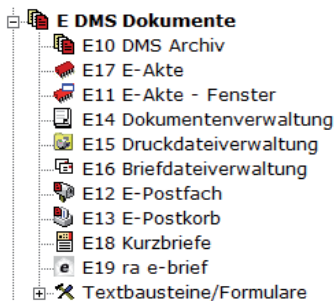 E DMS Dokumente
E10 DMS Archiv
E17 E-Akte
E11 E-Akte - Fenster
E14 Dokumentenverwaltung
E15 Druckdateiverwaltung
E16 Briefdateiverwaltung
E12 E-Postfach
E13 E-Postkorb
E18 Kurzbriefe
e E19 ra e-brief
Textbausteine/Formulare